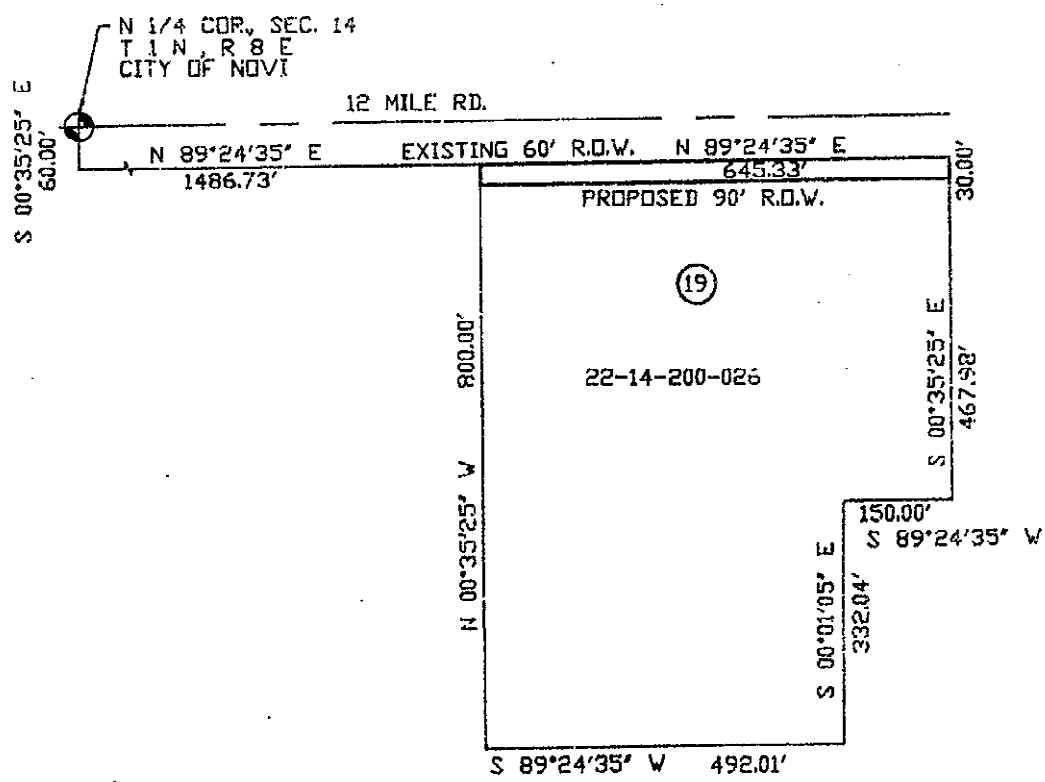 N 1/4 COR., SEC. 14
T 1 N, R 8 E
CITY OF NOVI
S 00°35'25" E
60.00'
12 MILE RD.
N 89°24'35" E
1486.73'
EXISTING 60' R.O.W.
N 89°24'35" E
645.33'
30.00'
PROPOSED 90' R.O.W.
19
22-14-200-026
N 00°35'25" W
800.00'
S 00°35'25" E
467.98'
150.00'
S 89°24'35" W
S 00°01'05" E
332.04'
S 89°24'35" W 492.01'